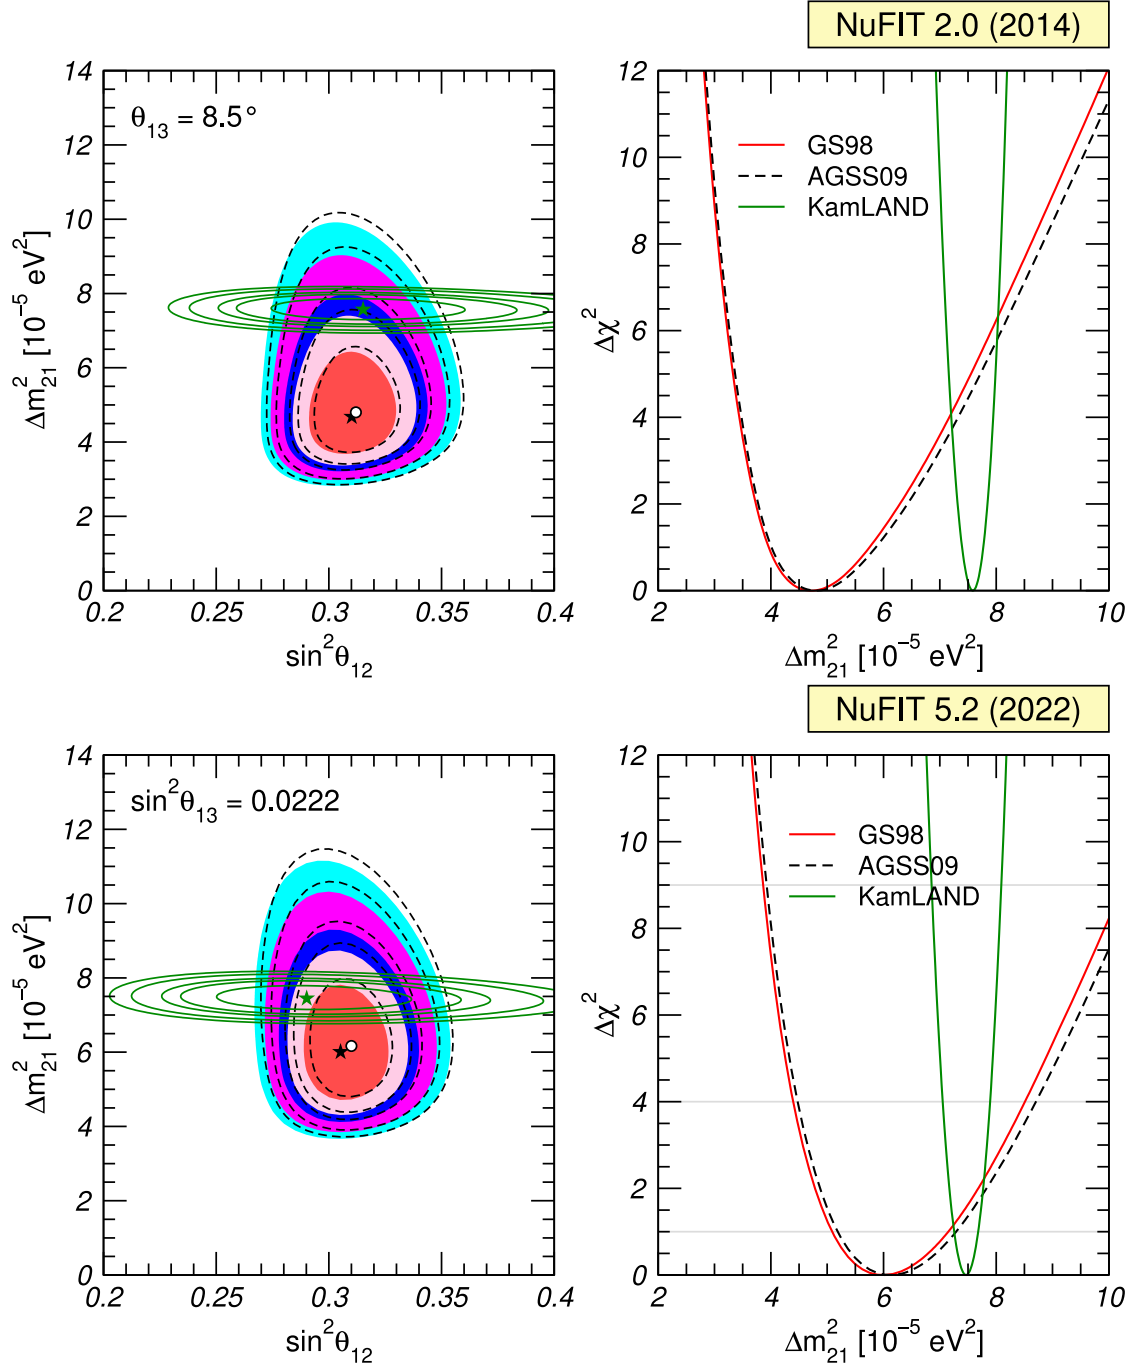 NuFIT 2.0 (2014)
θ₁₃ = 8.5°
14
12
10
8
6
4
2
0
0.2 0.25 0.3 0.35 0.4
sin²θ₁₂
Δm²₂₁ [10⁻⁵ eV²]
GS98
AGSS09
KamLAND
12
10
8
6
4
2
0
2 4 6 8 10
Δm²₂₁ [10⁻⁵ eV²]
Δχ²
NuFIT 5.2 (2022)
sin²θ₁₃ = 0.0222
14
12
10
8
6
4
2
0
0.2 0.25 0.3 0.35 0.4
sin²θ₁₂
Δm²₂₁ [10⁻⁵ eV²]
GS98
AGSS09
KamLAND
12
10
8
6
4
2
0
2 4 6 8 10
Δm²₂₁ [10⁻⁵ eV²]
Δχ²